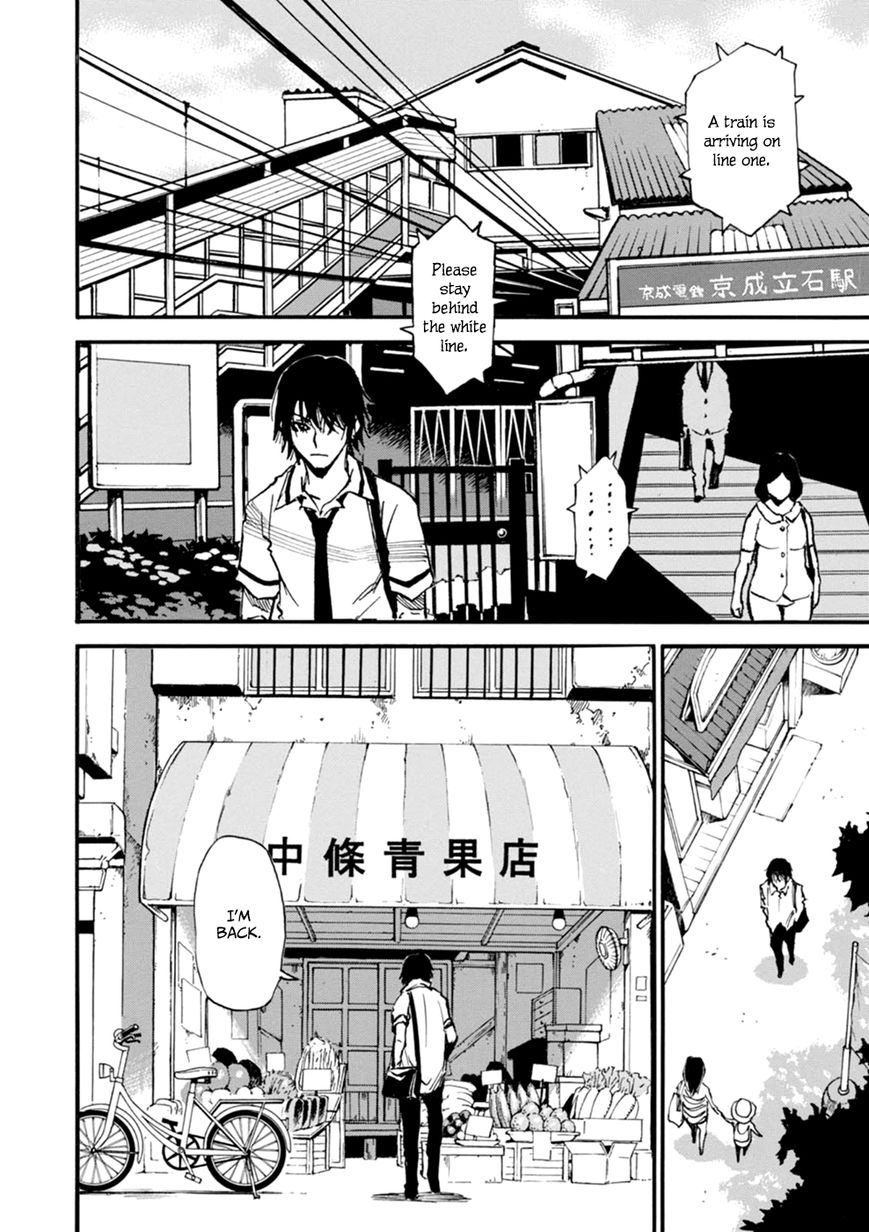 A train is
arriving on
line one.
京成電鉄 京成立石駅
Please
stay
behind
the white
line.
......
I'M
BACK.
中條青果店